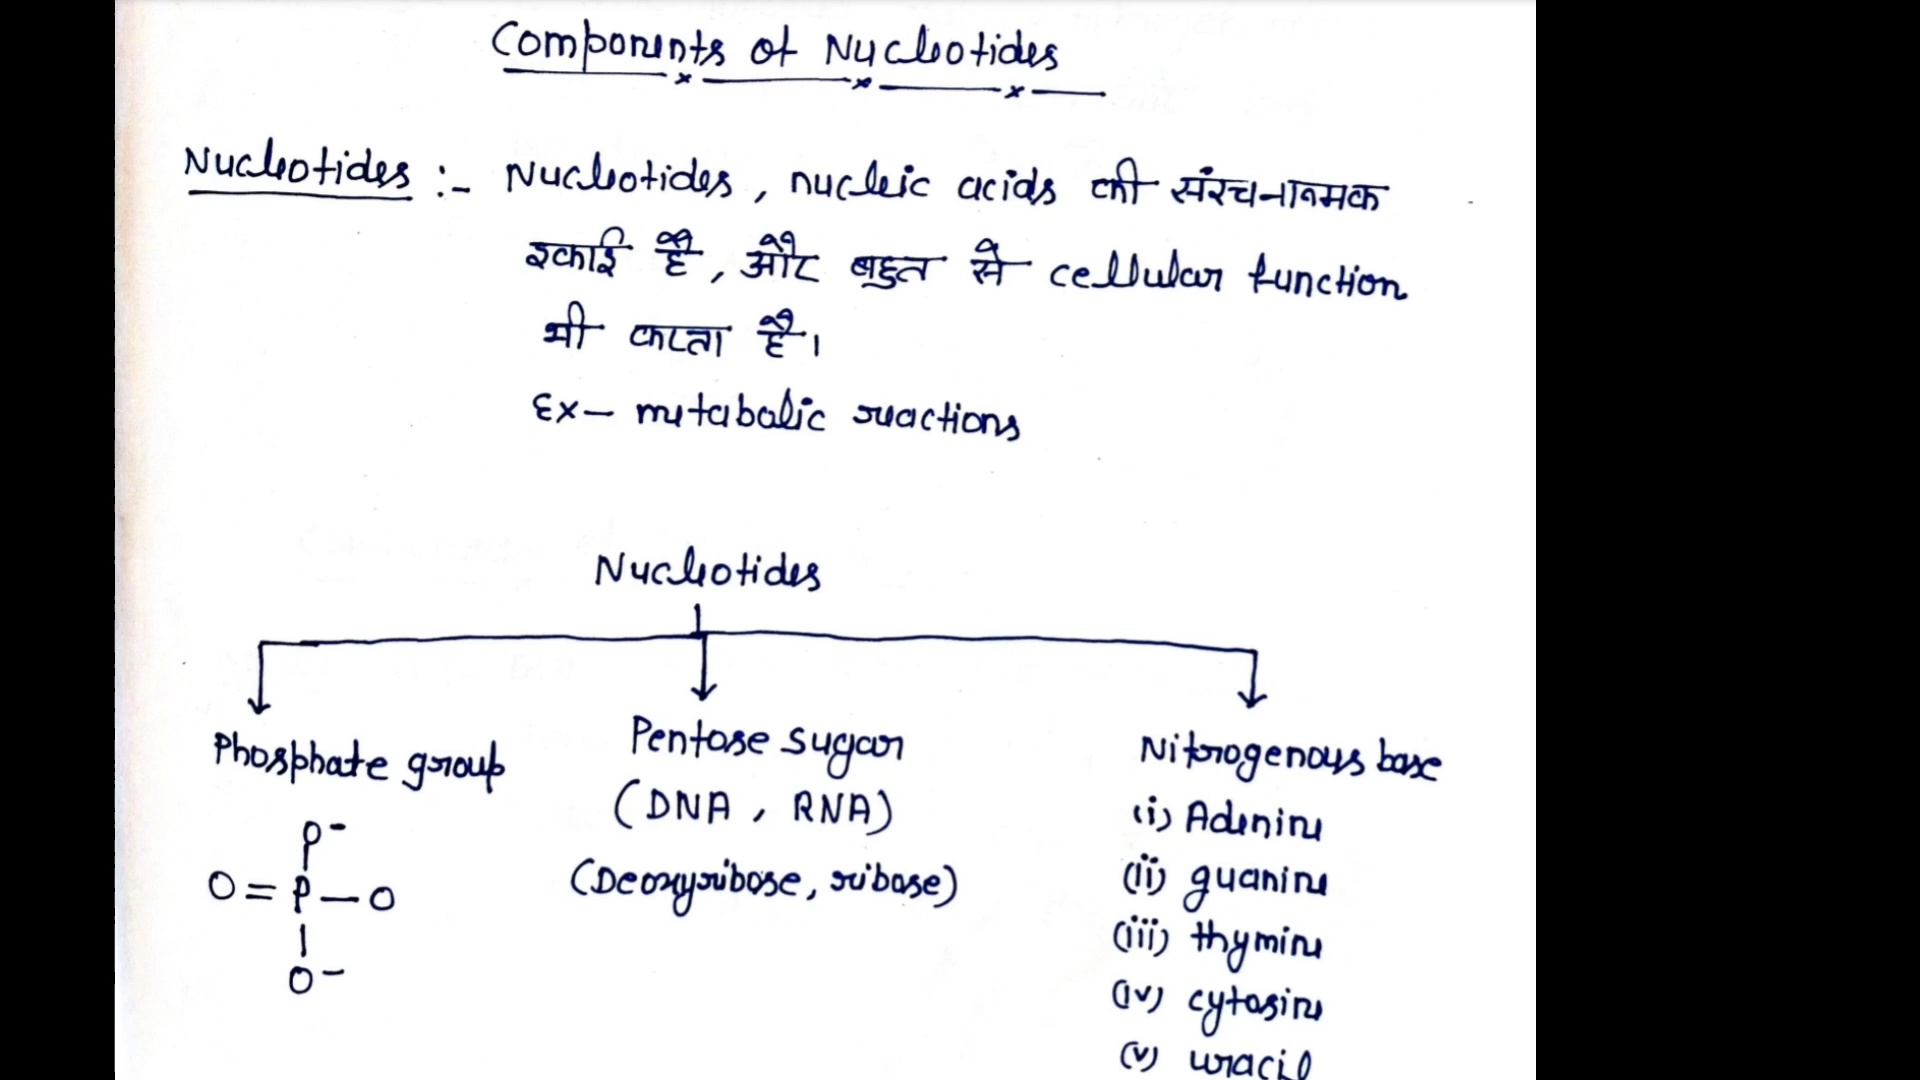 Components of Nucleotides
Nucleotides :- Nucleotides, nucleic acids की संरचनात्मक
इकाई है, और बहुत से cellular function
भी करता है।
Ex- metabalic reactions
Nucleotides
Phosphate group
Pentose sugar
Nitrogenous base
(DNA, RNA)
(Deoxyribose, ribose)
(i) Adenine
(ii) guanine
(iii) thymine
(iv) cytosine
(v) uracil
O-
O=P-O
O-